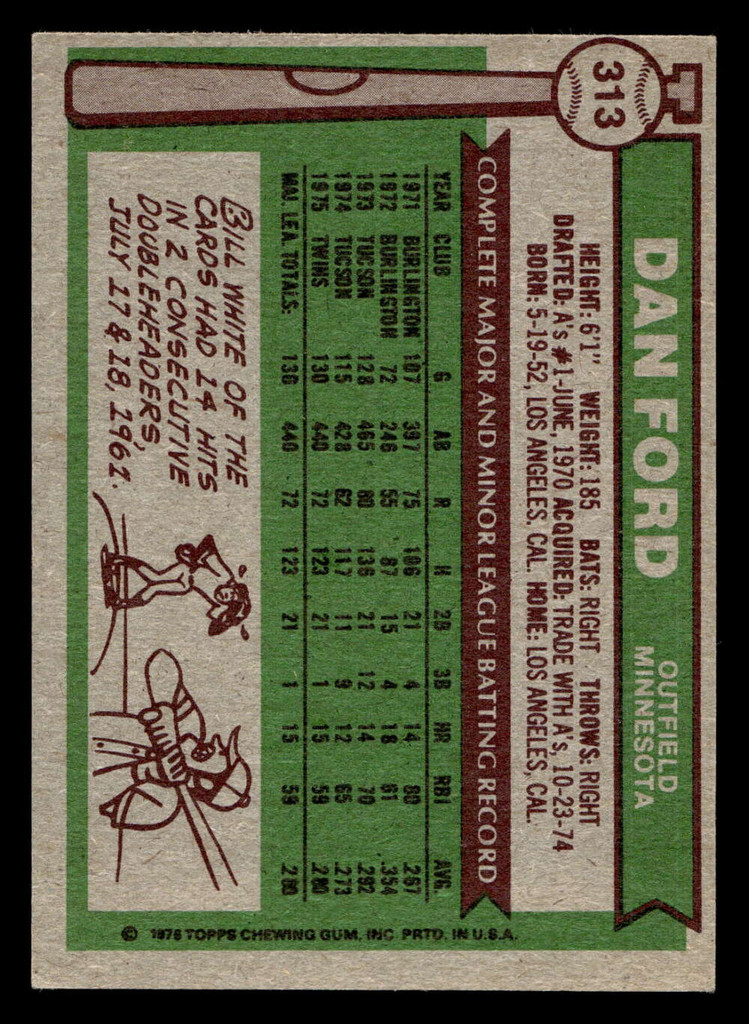 313
DAN FORD
OUTFIELD
MINNESOTA
HEIGHT: 6'1" WEIGHT: 185 BATS: RIGHT THROWS: RIGHT
DRAFTED: A's #1-JUNE, 1970 ACQUIRED: TRADE WITH A's, 10-23-74
BORN: 5-19-52, LOS ANGELES, CAL. HOME: LOS ANGELES, CAL.
COMPLETE MAJOR AND MINOR LEAGUE BATTING RECORD
YEAR CLUB G AB R H 2B 3B HR RBI AVG.
1971 BURLINGTON 107 397 75 106 21 4 14 80 .267
1972 BURLINGTON 72 246 55 87 15 4 18 61 .354
1973 TUCSON 128 465 80 136 21 12 14 70 .292
1974 TUCSON 115 428 62 117 11 9 12 65 .273
1975 TWINS 130 440 72 123 21 1 15 59 .280
MAJ. LEA. TOTALS: 130 440 72 123 21 1 15 59 .280
BILL WHITE OF THE
CARDS HAD 14 HITS
IN 2 CONSECUTIVE
DOUBLEHEADERS,
JULY 17 & 18, 1961.
© 1976 TOPPS CHEWING GUM, INC. PRTD. IN U.S.A.